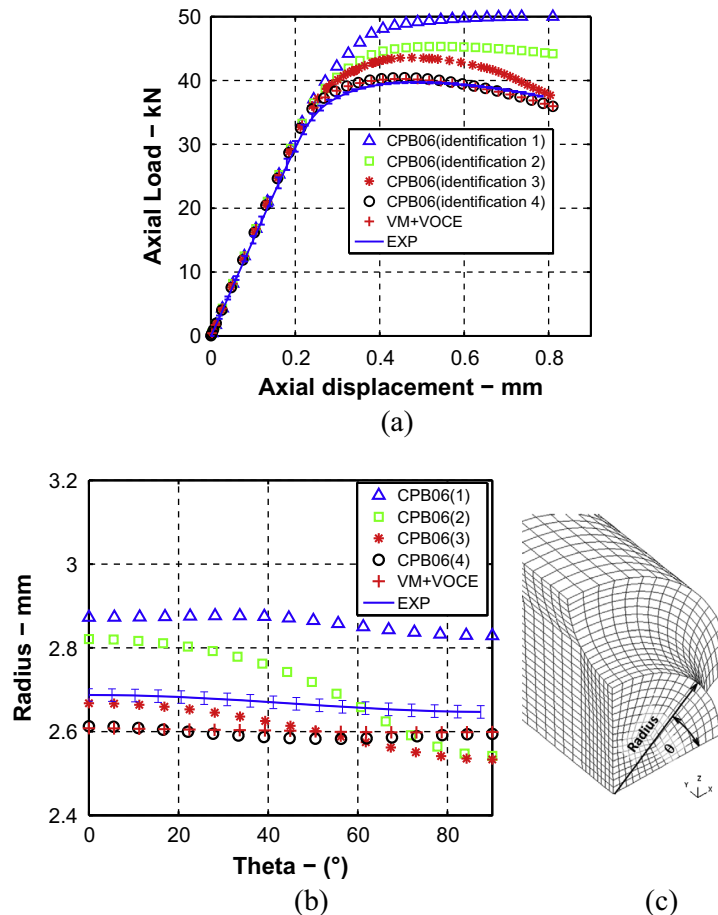 50
40
30
20
10
0
Axial Load – kN
CPB06(identification 1)
CPB06(identification 2)
CPB06(identification 3)
CPB06(identification 4)
VM+VOCE
EXP
0
0.2
0.4
0.6
0.8
Axial displacement – mm
(a)
3.2
3
2.8
2.6
2.4
Radius – mm
CPB06(1)
CPB06(2)
CPB06(3)
CPB06(4)
VM+VOCE
EXP
0
20
40
60
80
Theta – (°)
(b)
Radius
θ
Y
Z
X
(c)